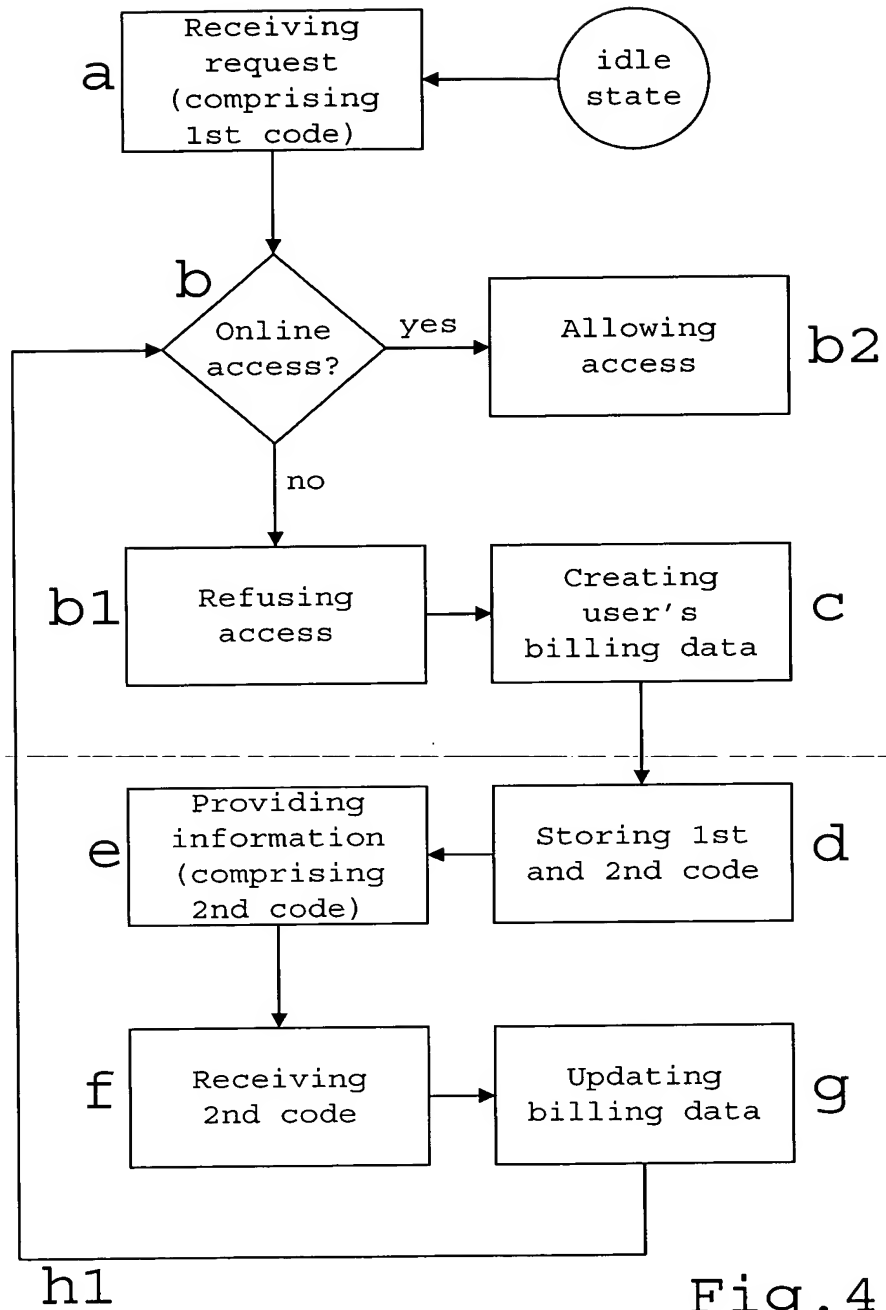 a
Receiving
request
(comprising
1st code)
idle
state
b
Online
access?
yes
Allowing
access
b2
no
b1
Refusing
access
Creating
user's
billing data
c
e
Providing
information
(comprising
2nd code)
Storing 1st
and 2nd code
d
f
Receiving
2nd code
Updating
billing data
g
h1
Fig.4